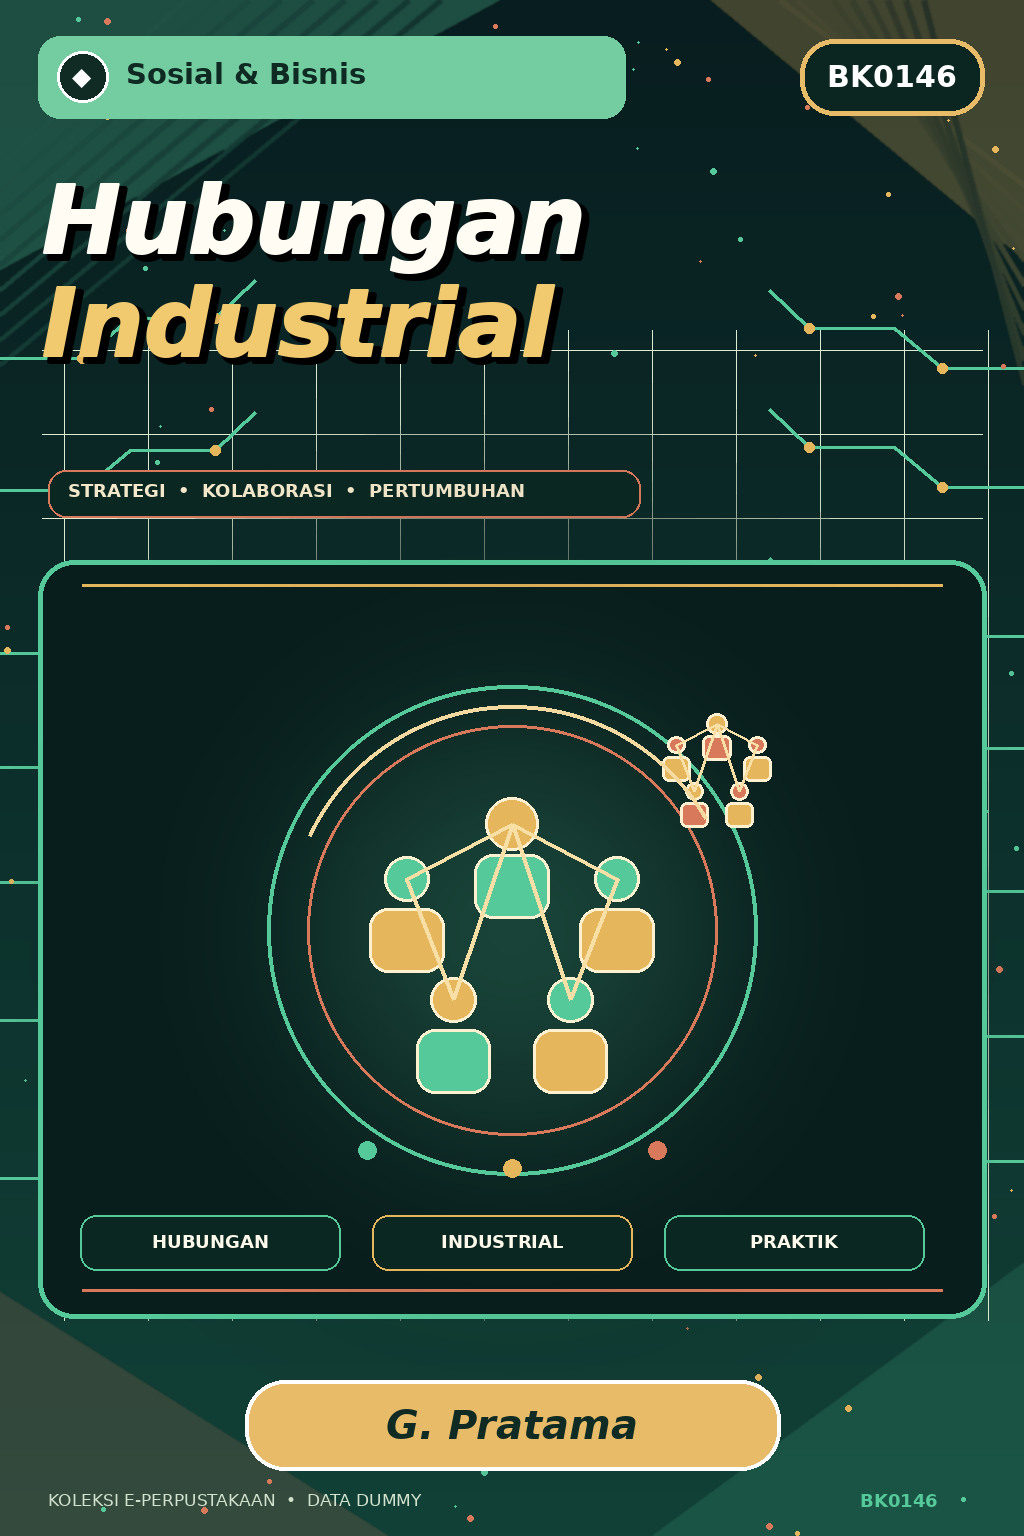 Sosial & Bisnis
BK0146
Hubungan
Industrial
STRATEGI • KOLABORASI • PERTUMBUHAN
HUBUNGAN
INDUSTRIAL
PRAKTIK
G. Pratama
KOLEKSI E-PERPUSTAKAAN • DATA DUMMY
BK0146